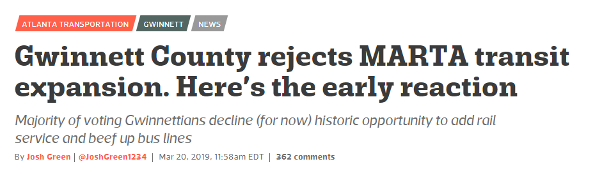 ATLANTA TRANSPORTATION GWINNETT NEWS
Gwinnett County rejects MARTA transit
expansion. Here's the early reaction
Majority of voting Gwinnettians decline (for now) historic opportunity to add rail
service and beef up bus lines
By Josh Green | @JoshGreen1234 | Mar 20, 2019, 11:58am EDT | 362 comments